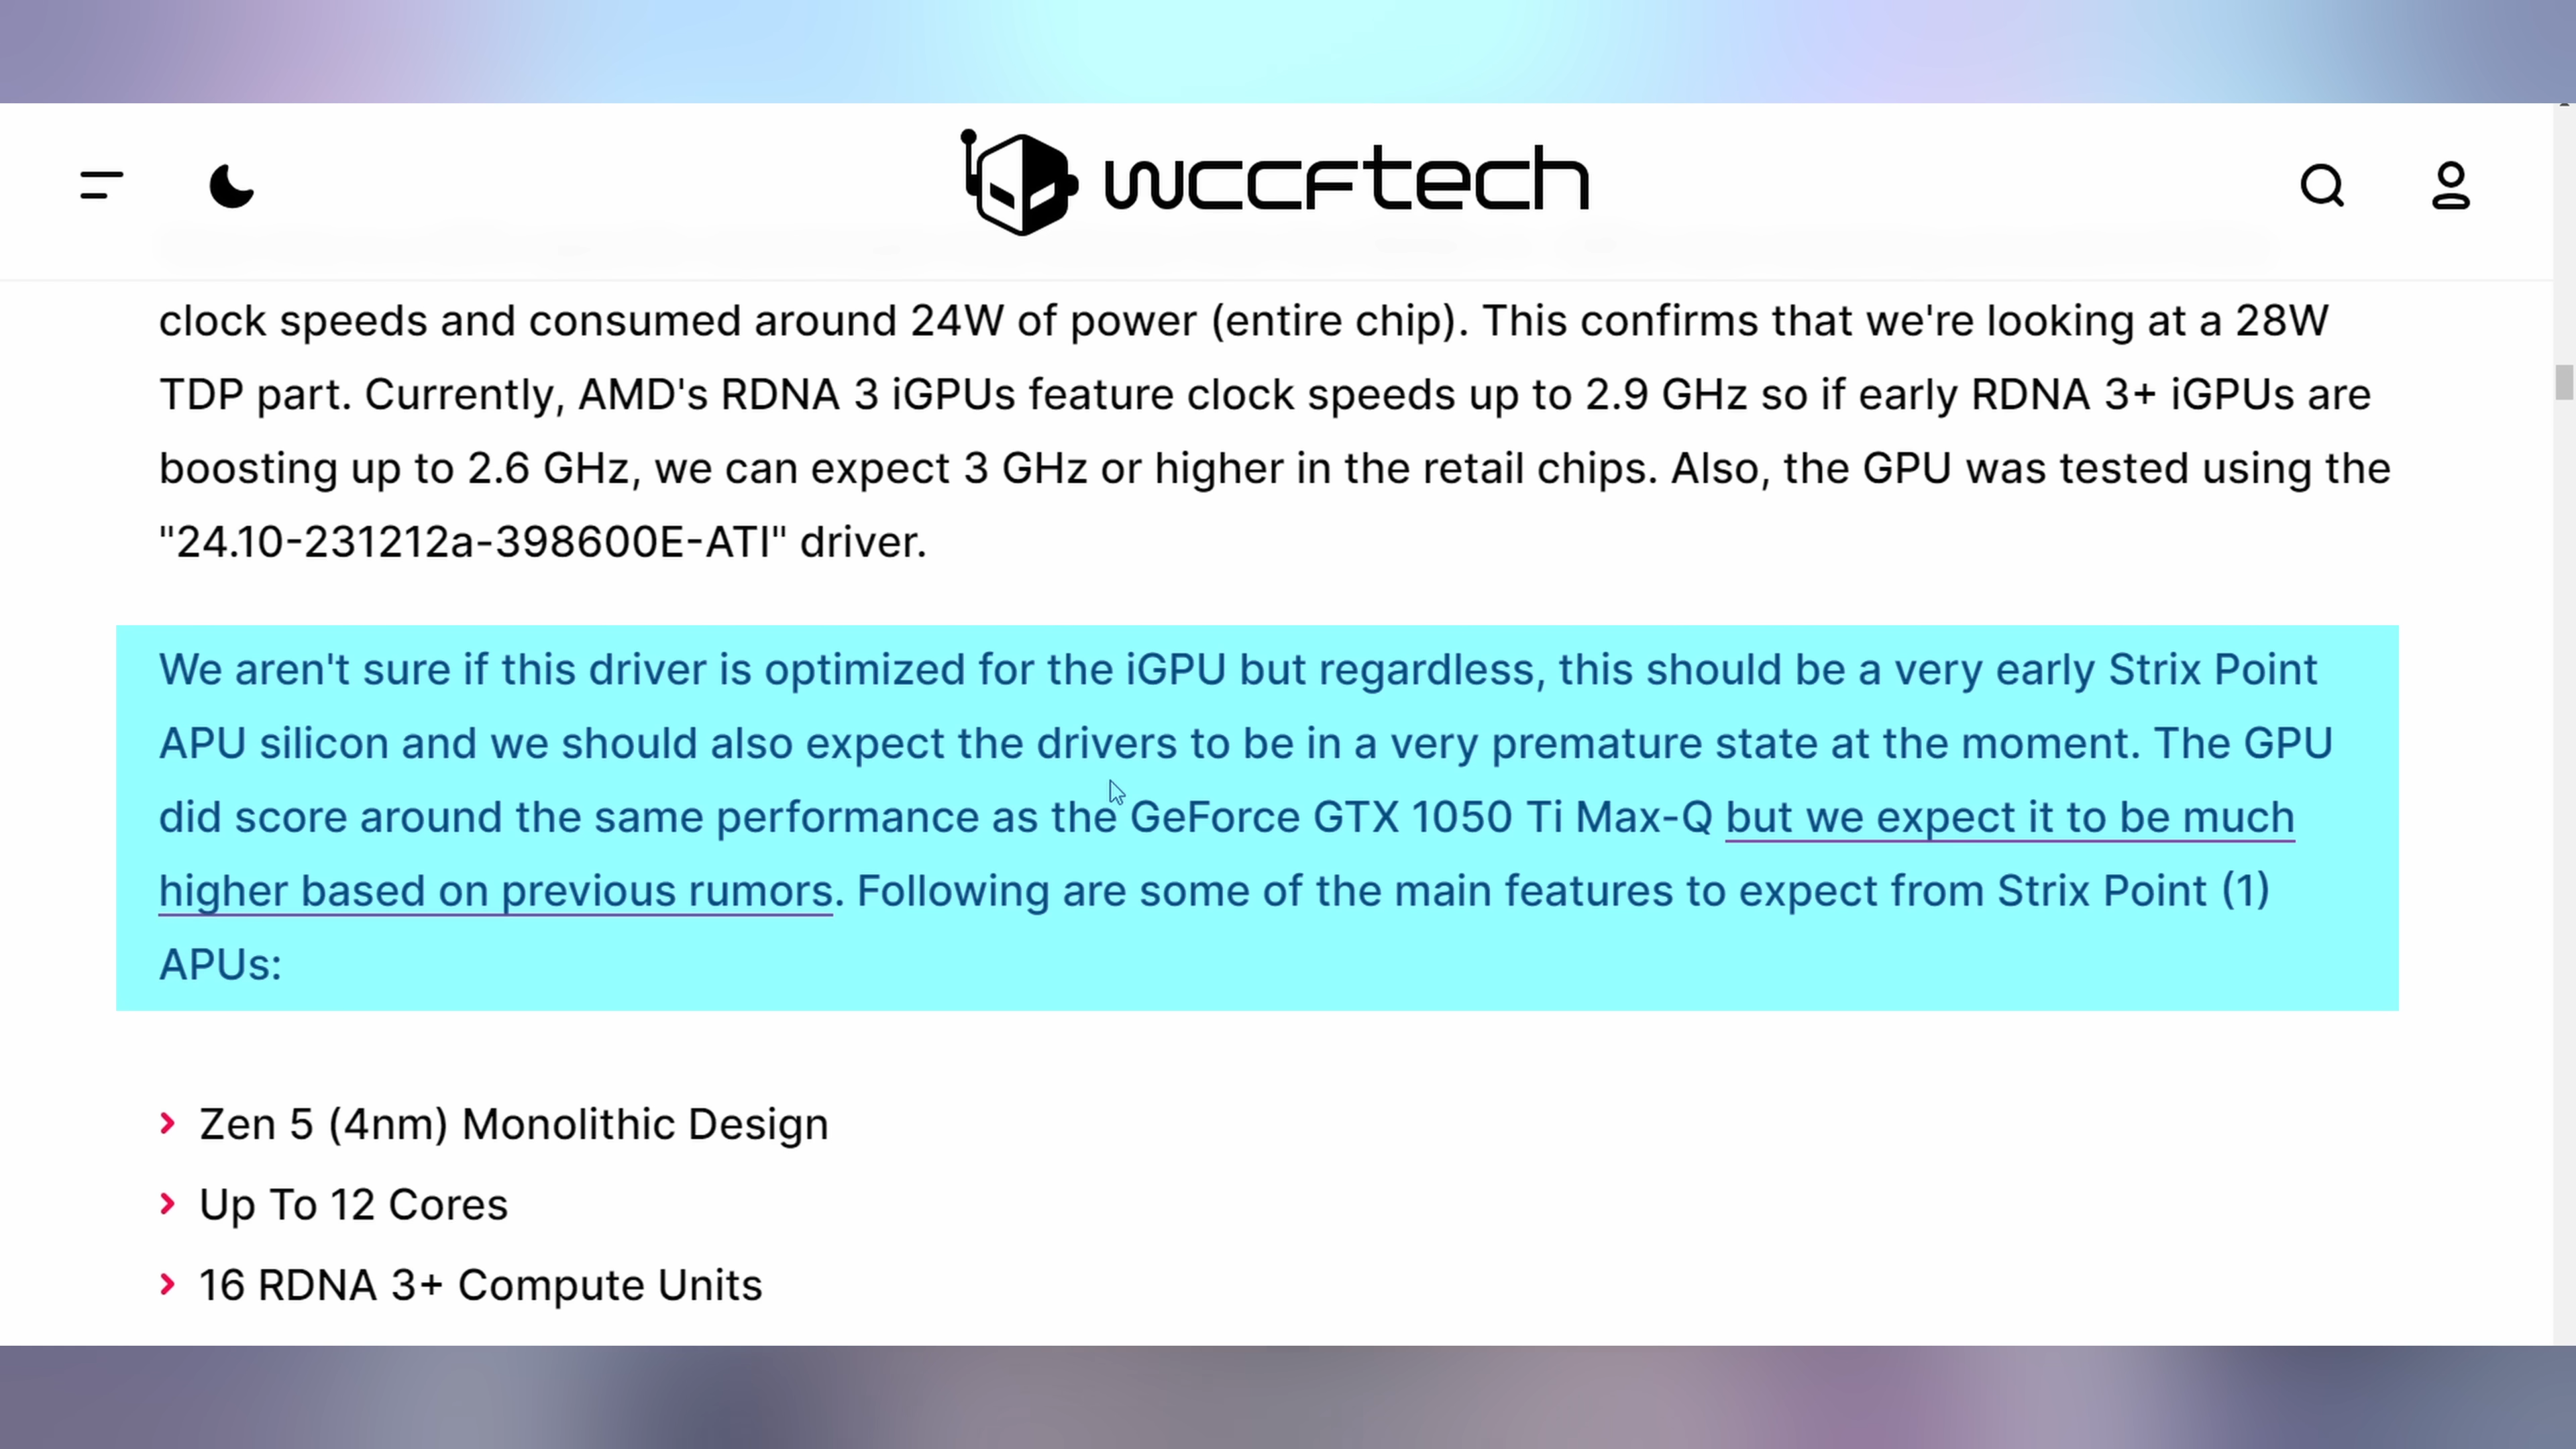 wccftech
clock speeds and consumed around 24W of power (entire chip). This confirms that we're looking at a 28W
TDP part. Currently, AMD's RDNA 3 iGPUs feature clock speeds up to 2.9 GHz so if early RDNA 3+ iGPUs are
boosting up to 2.6 GHz, we can expect 3 GHz or higher in the retail chips. Also, the GPU was tested using the
"24.10-231212a-398600E-ATI" driver.
We aren't sure if this driver is optimized for the iGPU but regardless, this should be a very early Strix Point
APU silicon and we should also expect the drivers to be in a very premature state at the moment. The GPU
did score around the same performance as the GeForce GTX 1050 Ti Max-Q but we expect it to be much
higher based on previous rumors. Following are some of the main features to expect from Strix Point (1)
APUs:
Zen 5 (4nm) Monolithic Design
Up To 12 Cores
16 RDNA 3+ Compute Units